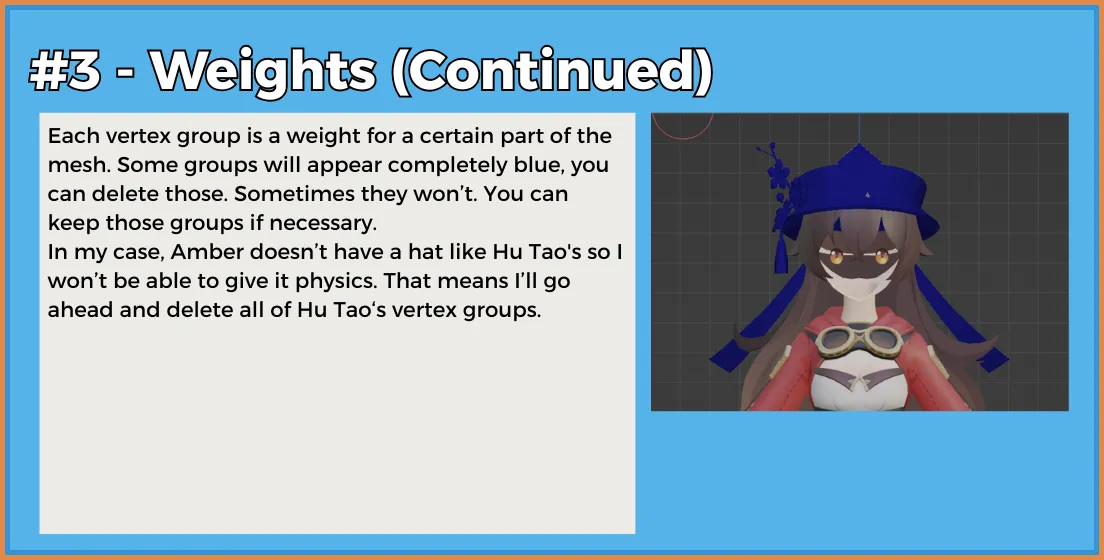 #3 - Weights (Continued)
Each vertex group is a weight for a certain part of the
mesh. Some groups will appear completely blue, you
can delete those. Sometimes they won’t. You can
keep those groups if necessary.
In my case, Amber doesn’t have a hat like Hu Tao's so I
won’t be able to give it physics. That means I’ll go
ahead and delete all of Hu Tao‘s vertex groups.